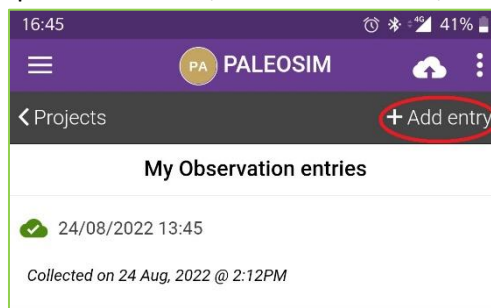 16:45 4G 41%
PA PALEOSIM
Projects + Add entry
My Observation entries
24/08/2022 13:45
Collected on 24 Aug, 2022 @ 2:12PM